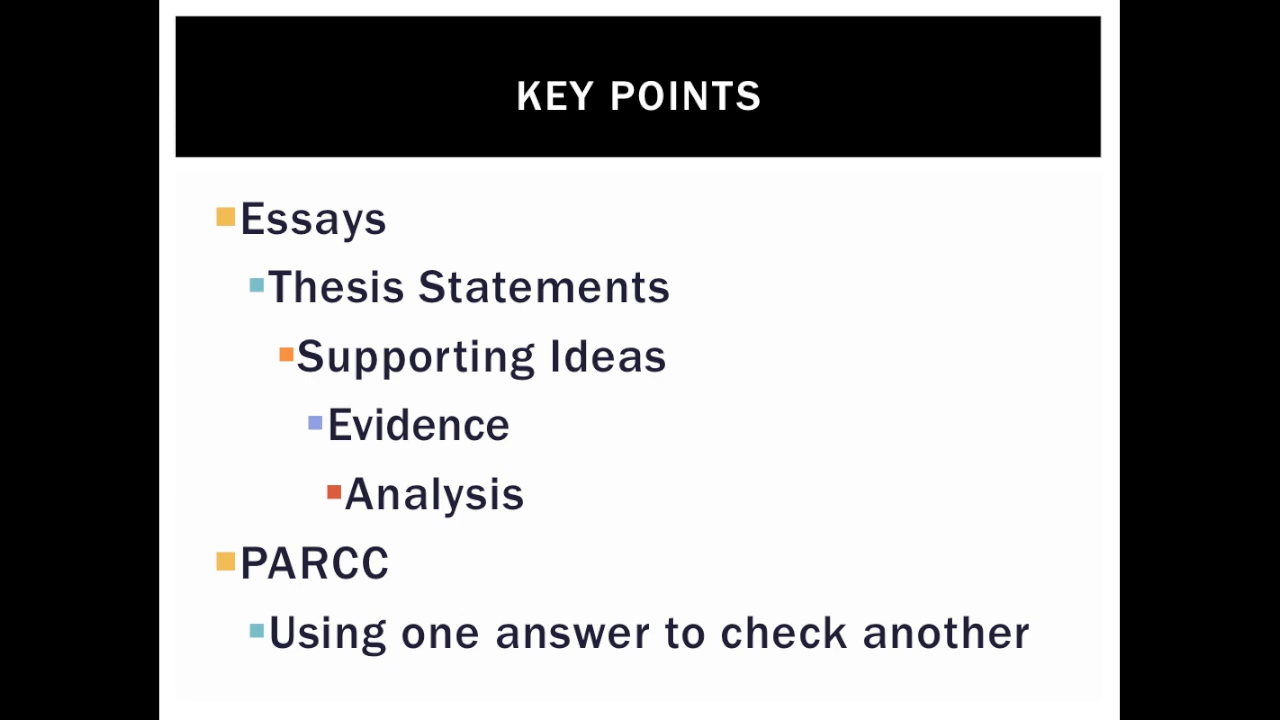 KEY POINTS
Essays
Thesis Statements
Supporting Ideas
Evidence
Analysis
PARCC
Using one answer to check another